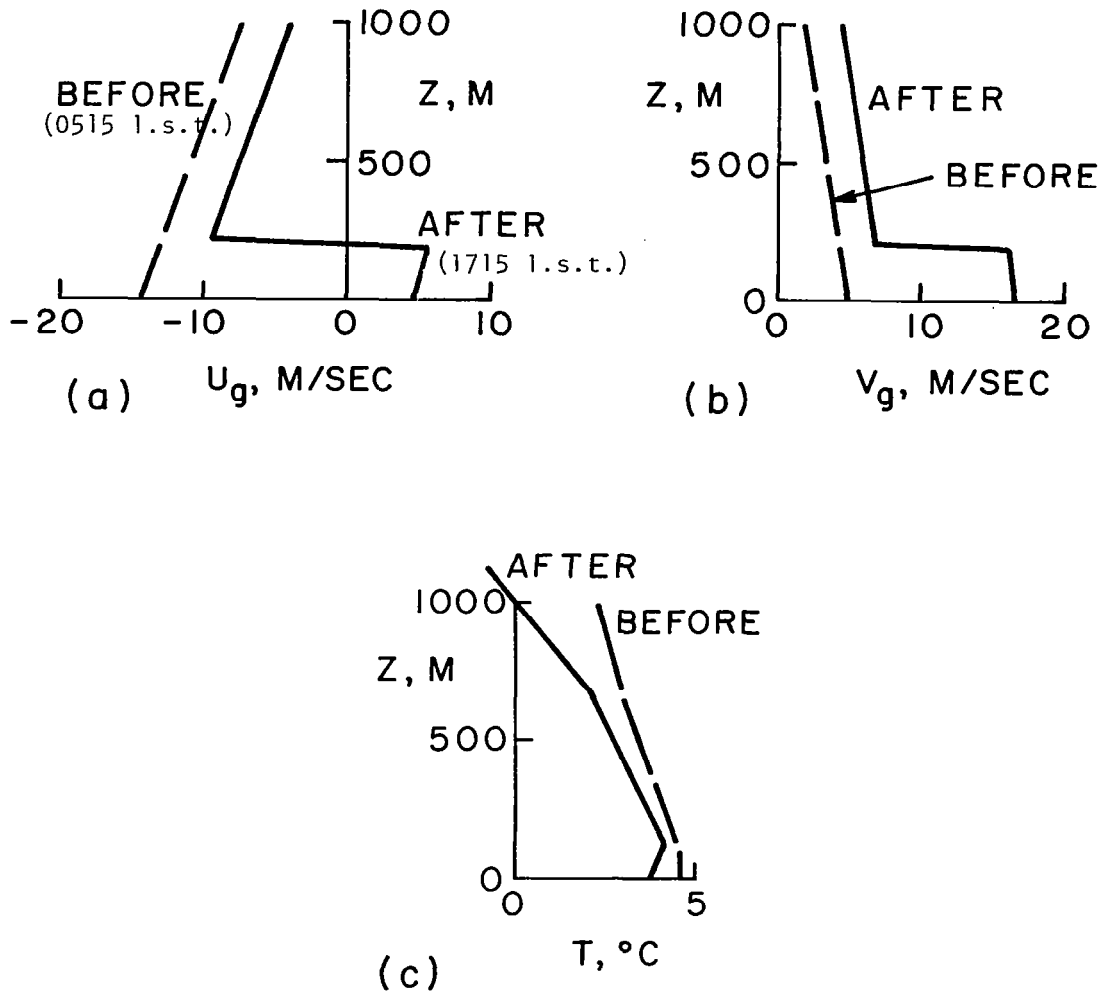 1000
BEFORE
(0515 l.s.t.)
Z, M
500
AFTER
(1715 l.s.t.)
-20
-10
0
10
(a)
Ug, M/SEC
1000
Z, M
AFTER
500
BEFORE
0
0
10
20
(b)
Vg, M/SEC
AFTER
1000
BEFORE
Z, M
500
0
0
5
T, °C
(c)